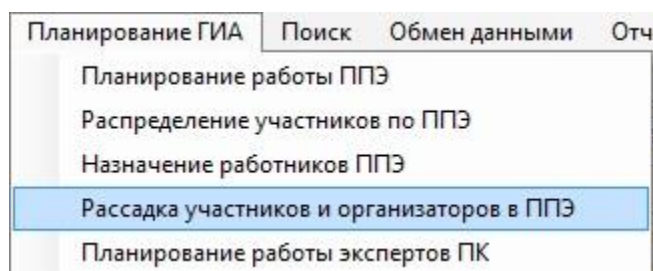 Планирование ГИА Поиск Обмен данными Отч
Планирование работы ППЭ
Распределение участников по ППЭ
Назначение работников ППЭ
Рассадка участников и организаторов в ППЭ
Планирование работы экспертов ПК